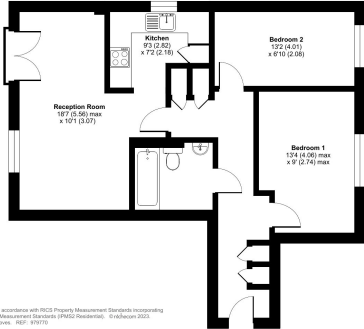 Kitchen
9'3 (2.82)
x 7'2 (2.18)
Bedroom 2
13'2 (4.01)
x 6'10 (2.08)
Reception Room
18'7 (5.56) max
x 10'1 (3.07)
Bedroom 1
13'4 (4.06) max
x 9' (2.74) max
accordance with RICS Property Measurement Standards incorporating
Measurement Standards (IPMS2 Residential). © nichecom 2023.
oves. REF: 979770